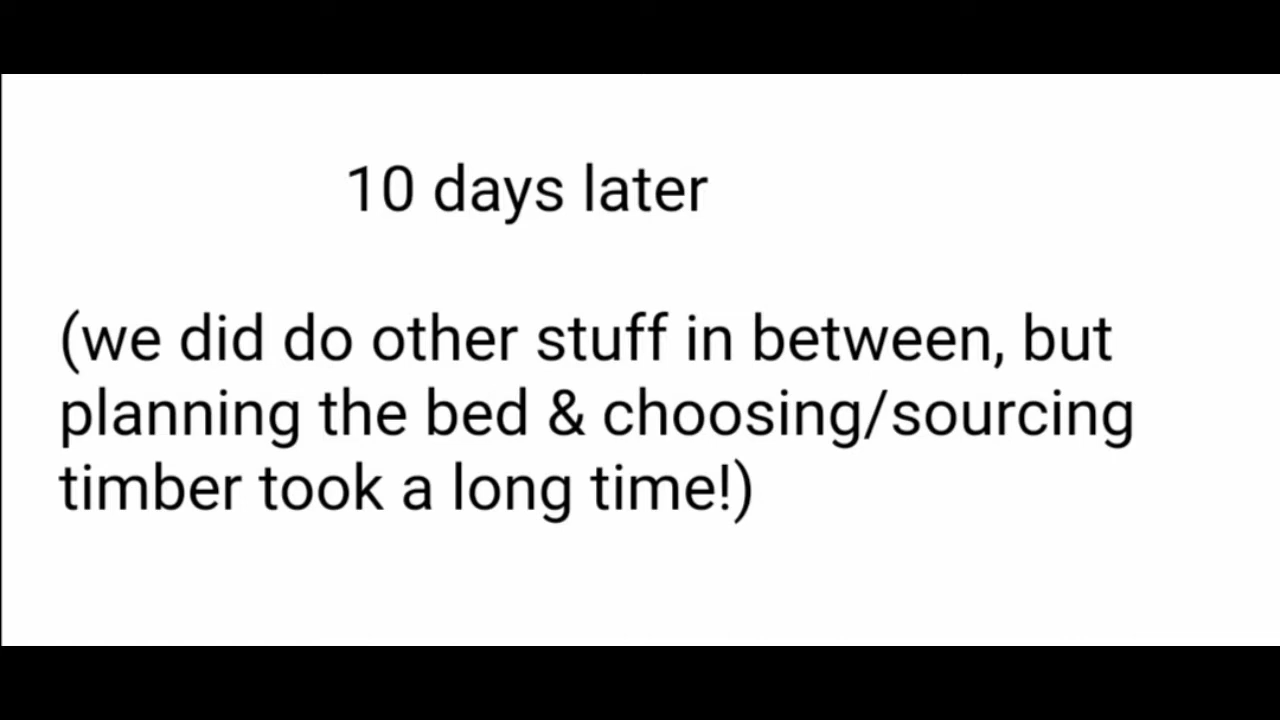 10 days later
(we did do other stuff in between, but
planning the bed & choosing/sourcing
timber took a long time!)